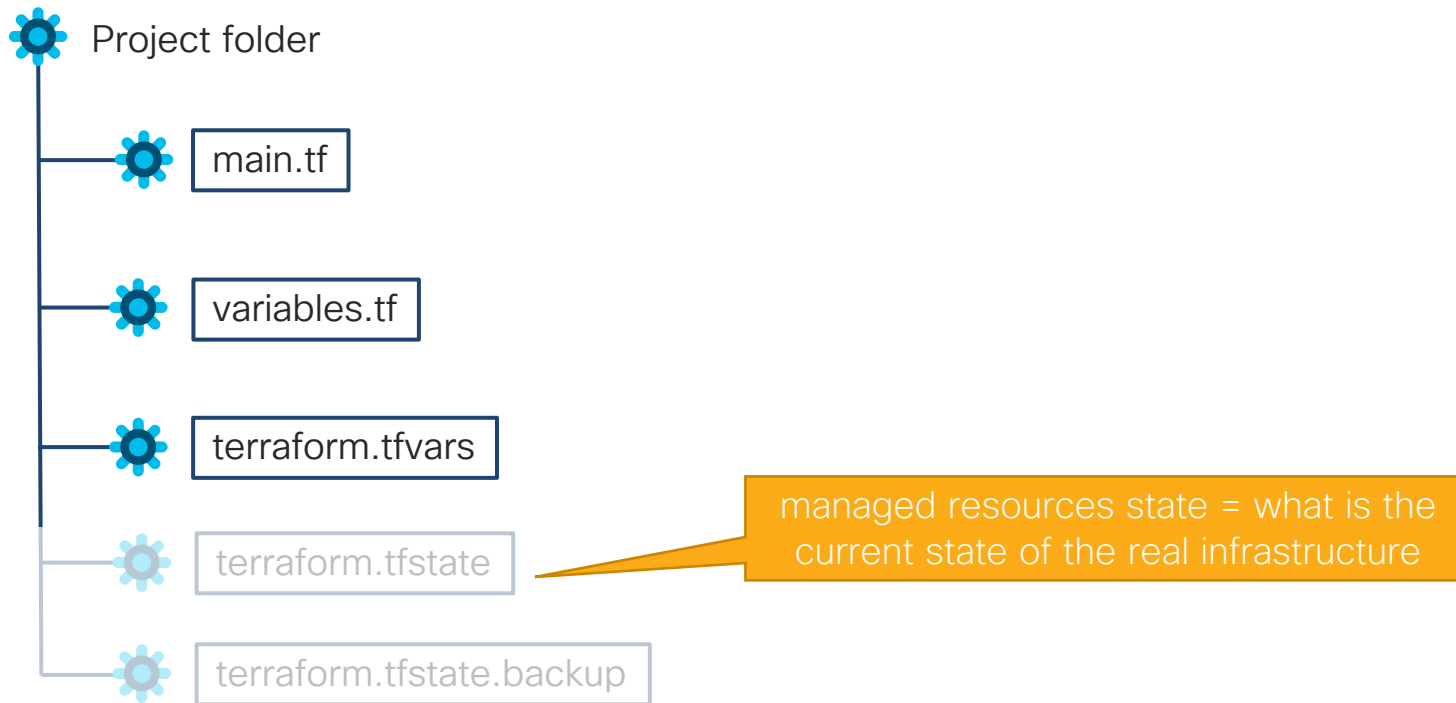 Project folder
main.tf
variables.tf
terraform.tfvars
managed resources state = what is the
current state of the real infrastructure
terraform.tfstate
terraform.tfstate.backup